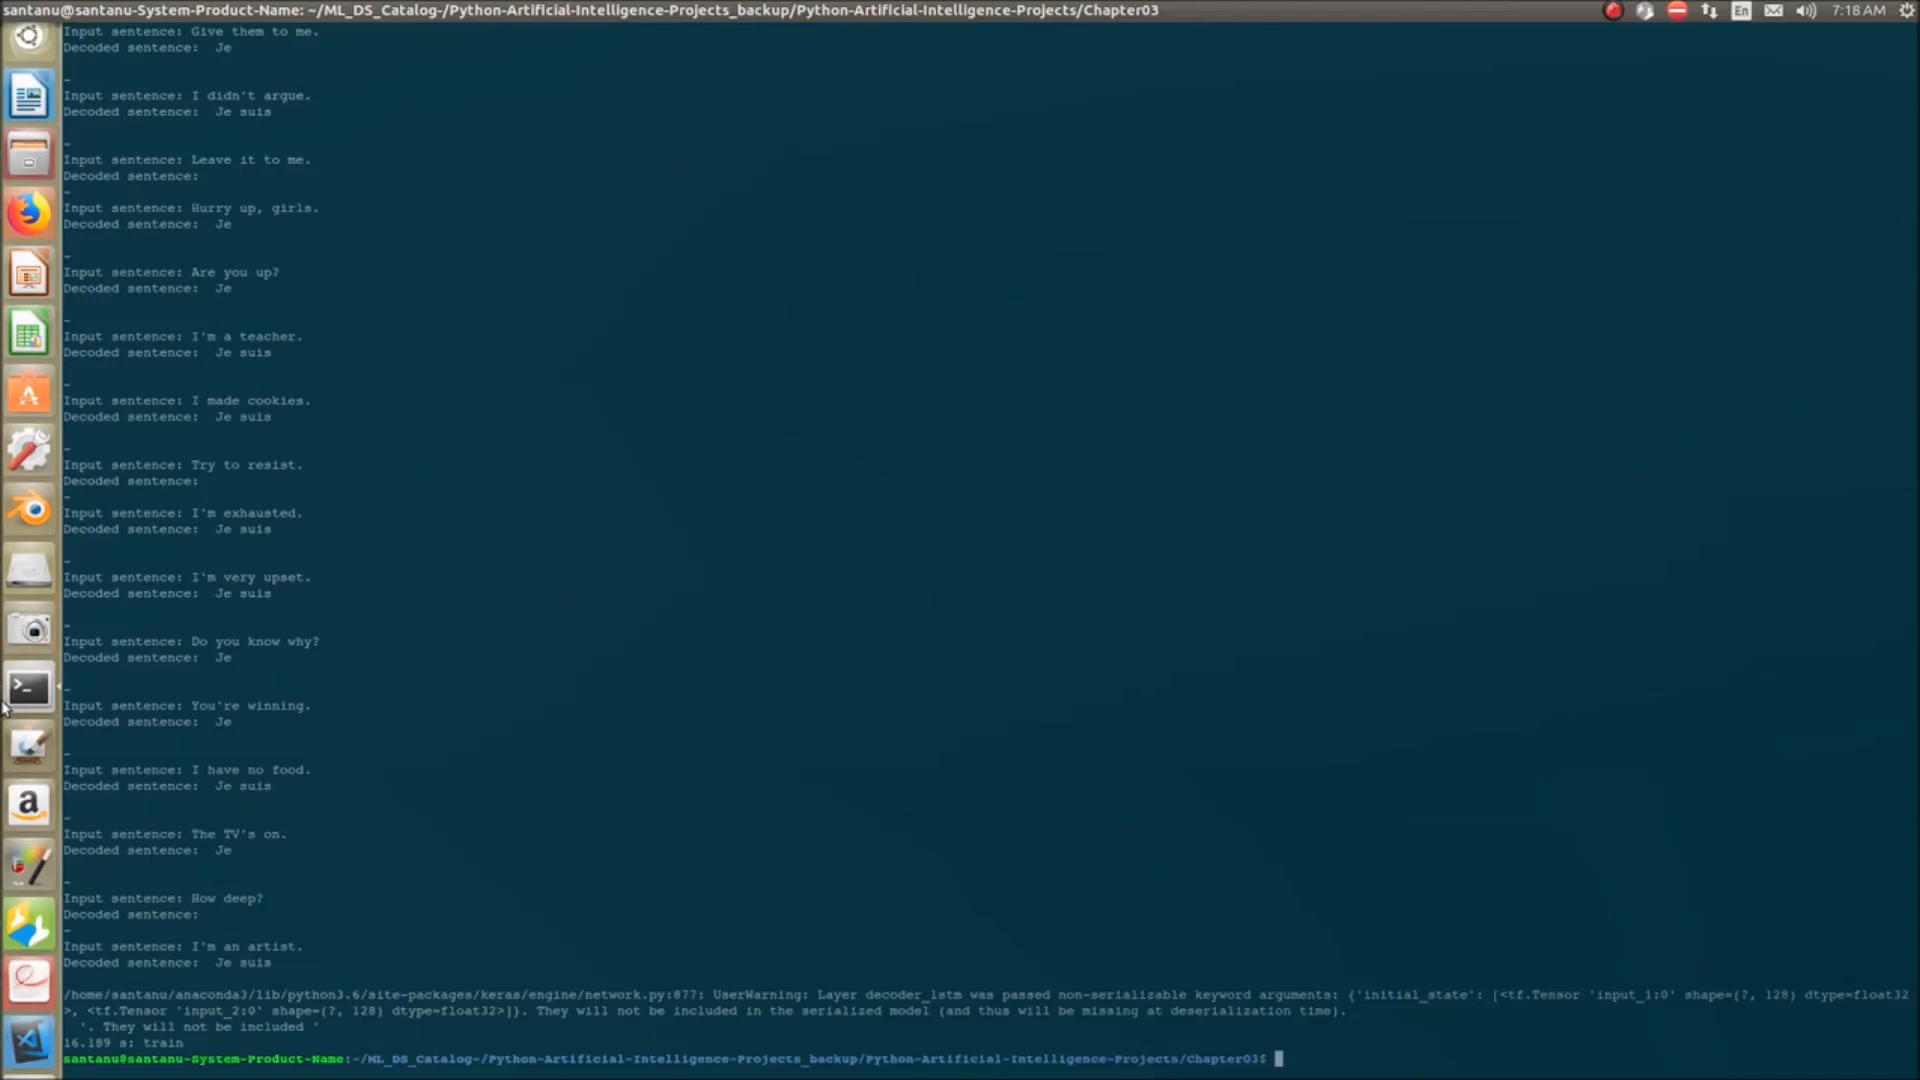 santanu@santanu-System-Product-Name: ~/ML_DS_Catalog-/Python-Artificial-Intelligence-Projects_backup/Python-Artificial-Intelligence-Projects/Chapter03
En
7:18 AM
Input sentence: Give them to me.
Decoded sentence:  Je
-
Input sentence: I didn't argue.
Decoded sentence:  Je suis
-
Input sentence: Leave it to me.
Decoded sentence:
-
Input sentence: Hurry up, girls.
Decoded sentence:  Je
-
Input sentence: Are you up?
Decoded sentence:  Je
-
Input sentence: I'm a teacher.
Decoded sentence:  Je suis
-
Input sentence: I made cookies.
Decoded sentence:  Je suis
-
Input sentence: Try to resist.
Decoded sentence:
-
Input sentence: I'm exhausted.
Decoded sentence:  Je suis
-
Input sentence: I'm very upset.
Decoded sentence:  Je suis
-
Input sentence: Do you know why?
Decoded sentence:  Je
-
Input sentence: You're winning.
Decoded sentence:  Je
-
Input sentence: I have no food.
Decoded sentence:  Je suis
-
Input sentence: The TV's on.
Decoded sentence:  Je
-
Input sentence: How deep?
Decoded sentence:
-
Input sentence: I'm an artist.
Decoded sentence:  Je suis
/home/santanu/anaconda3/lib/python3.6/site-packages/keras/engine/network.py:877: UserWarning: Layer decoder_lstm was passed non-serializable keyword arguments: {'initial_state': [<tf.Tensor 'input_1:0' shape=(?, 128) dtype=float32
>, <tf.Tensor 'input_2:0' shape=(?, 128) dtype=float32>]}. They will not be included in the serialized model (and thus will be missing at deserialization time).
'. They will not be included '
16.189 s: train
santanu@santanu-System-Product-Name:~/ML_DS_Catalog-/Python-Artificial-Intelligence-Projects_backup/Python-Artificial-Intelligence-Projects/Chapter03$